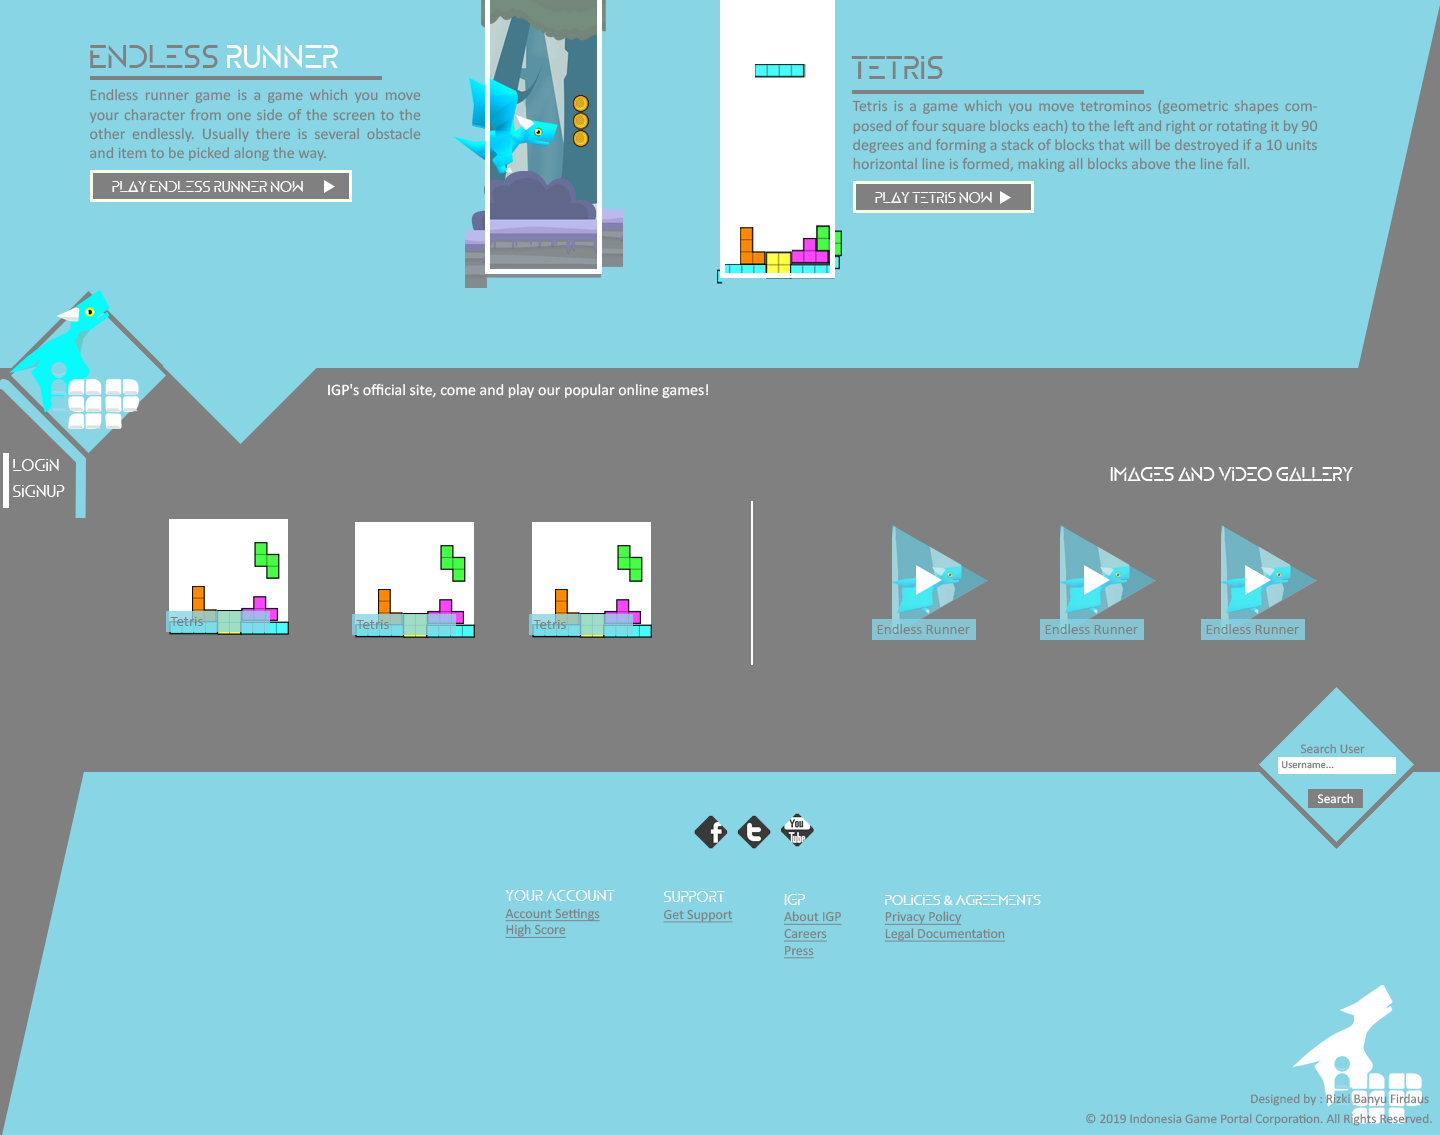 ENDLESS RUNNER
Endless runner game is a game which you move
your character from one side of the screen to the
other endlessly. Usually there is several obstacle
and item to be picked along the way.
PLAY ENDLESS RUNNER NOW
TETRiS
Tetris is a game which you move tetrominos (geometric shapes com-
posed of four square blocks each) to the left and right or rotating it by 90
degrees and forming a stack of blocks that will be destroyed if a 10 units
horizontal line is formed, making all blocks above the line fall.
PLAY TETRiS NOW
IGP's official site, come and play our popular online games!
LOGiN
SiGNUP
IMAGES AND ViDEO GALLERY
Tetris
Tetris
Tetris
Endless Runner
Endless Runner
Endless Runner
Search User
Username...
Search
f
t
You
Tube
YOUR ACCOUNT
Account Settings
High Score
SUPPORT
Get Support
IGP
About IGP
Careers
Press
POLiCiES & AGREEMENTS
Privacy Policy
Legal Documentation
Designed by : Rizki Banyu Firdaus
© 2019 Indonesia Game Portal Corporation. All Rights Reserved.